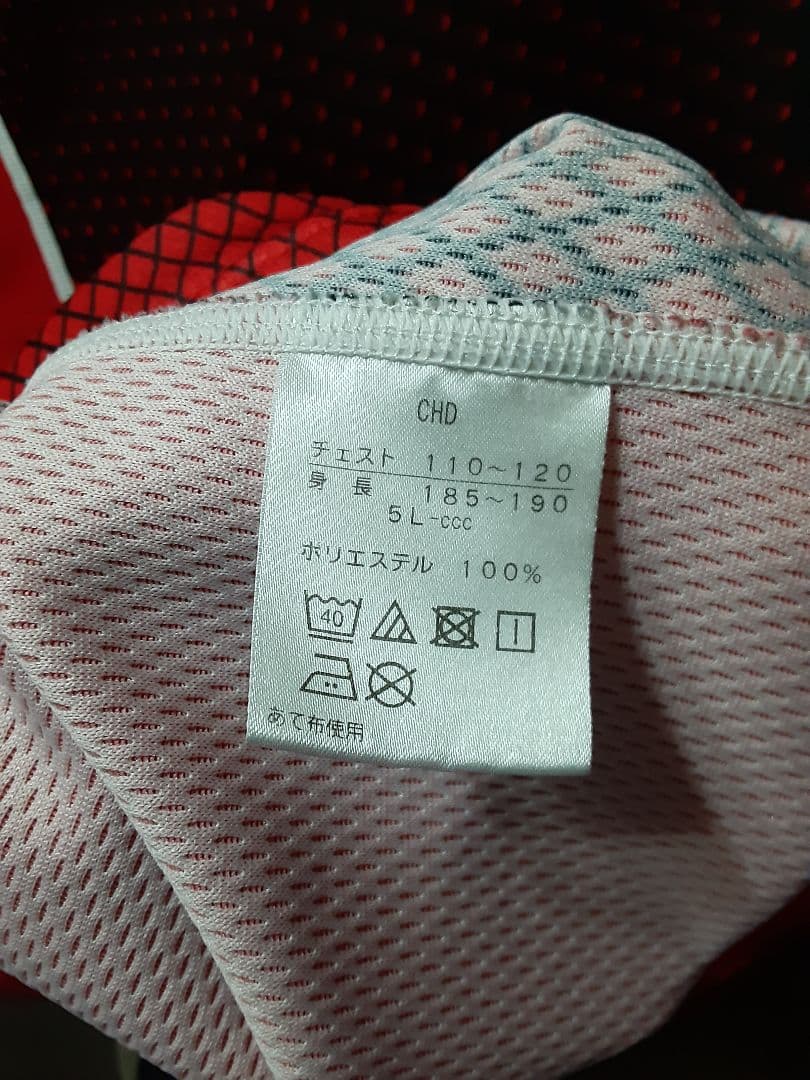 CHD
チェスト 110～120
身長 185～190
5L-ccc
ポリエステル 100%
40
あて布使用